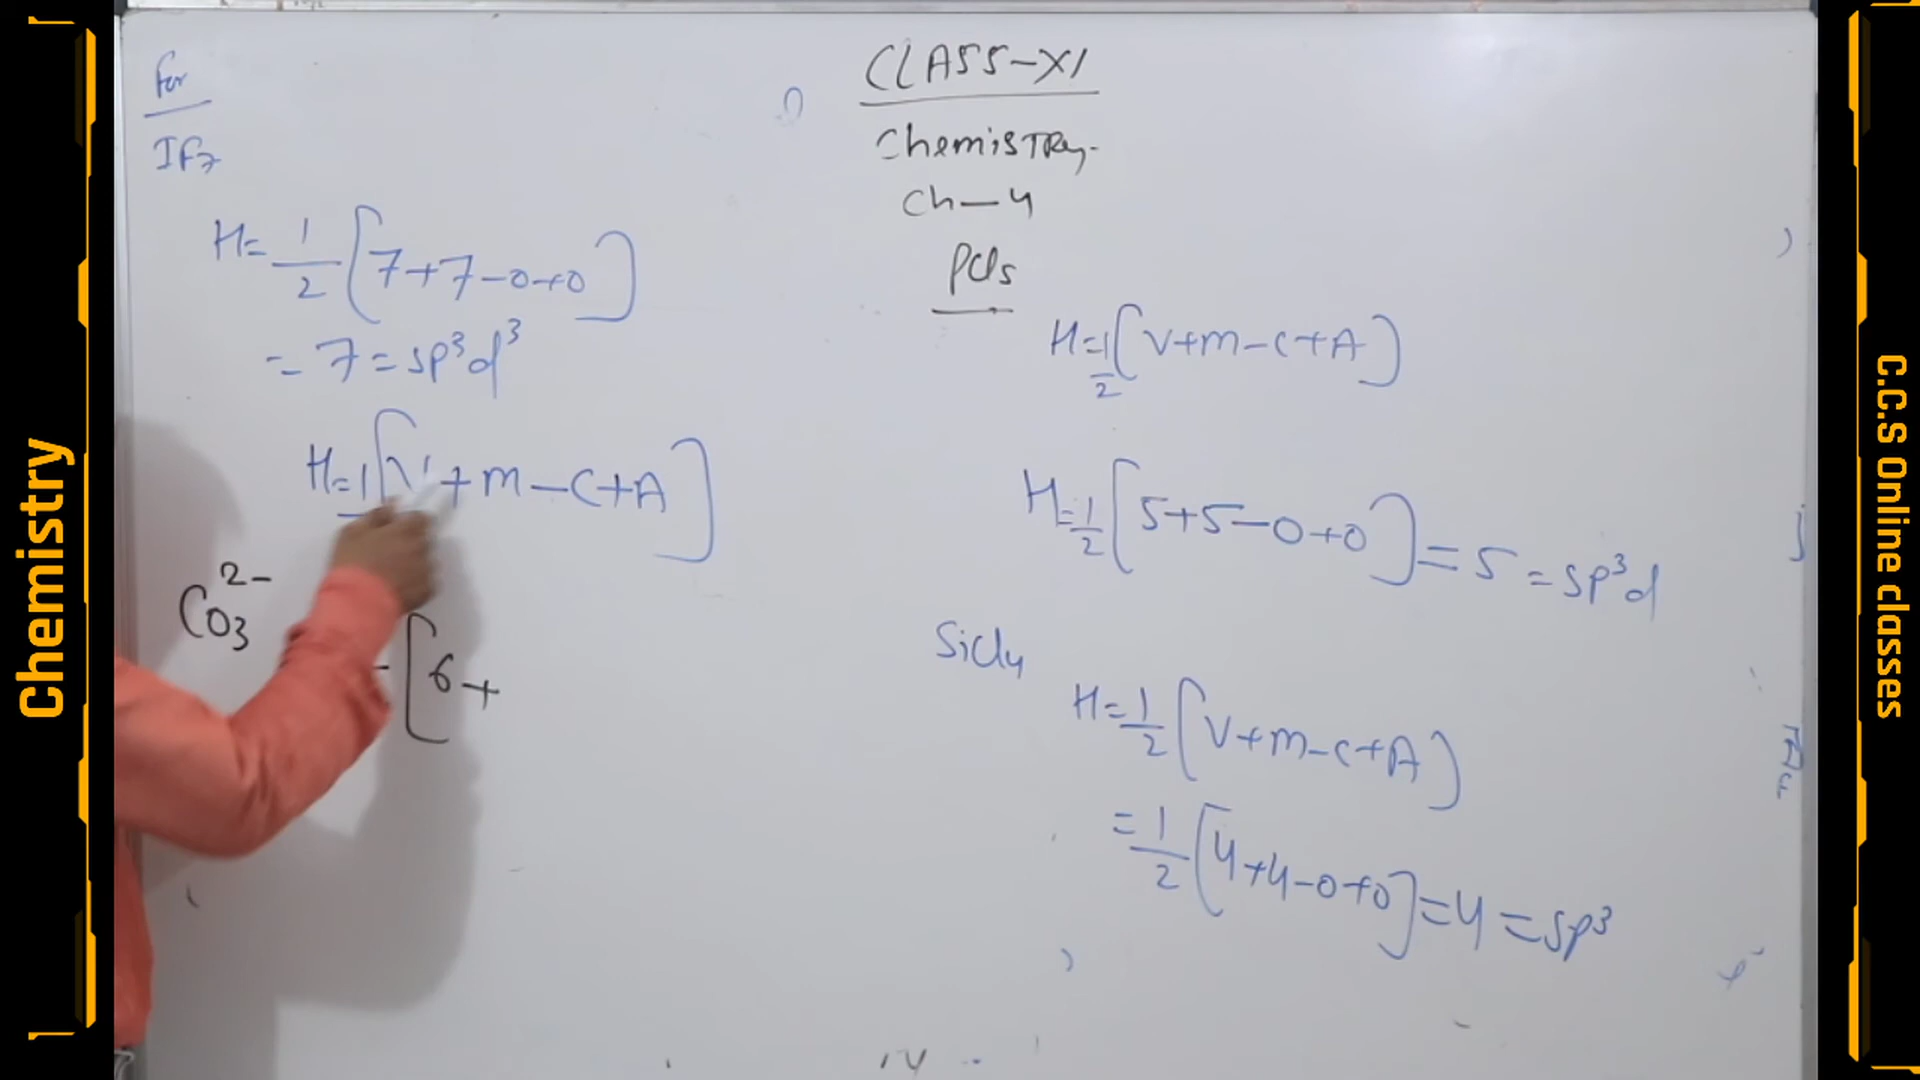 Chemistry
C.C.S Online classes
CLASS-XI
ChemisTRy-
Ch-4
For
IF7
H=1/2[7+7-0+0]
=7=sp³d³
H=1[V+m-C+A]
CO3 2-
[6+
PCl5
H=1/2[V+m-C+A]
H=1/2[5+5-0+0]=5=sp³d
SiCl4
H=1/2[V+m-C+A]
=1/2[4+4-0+0]=4=sp³